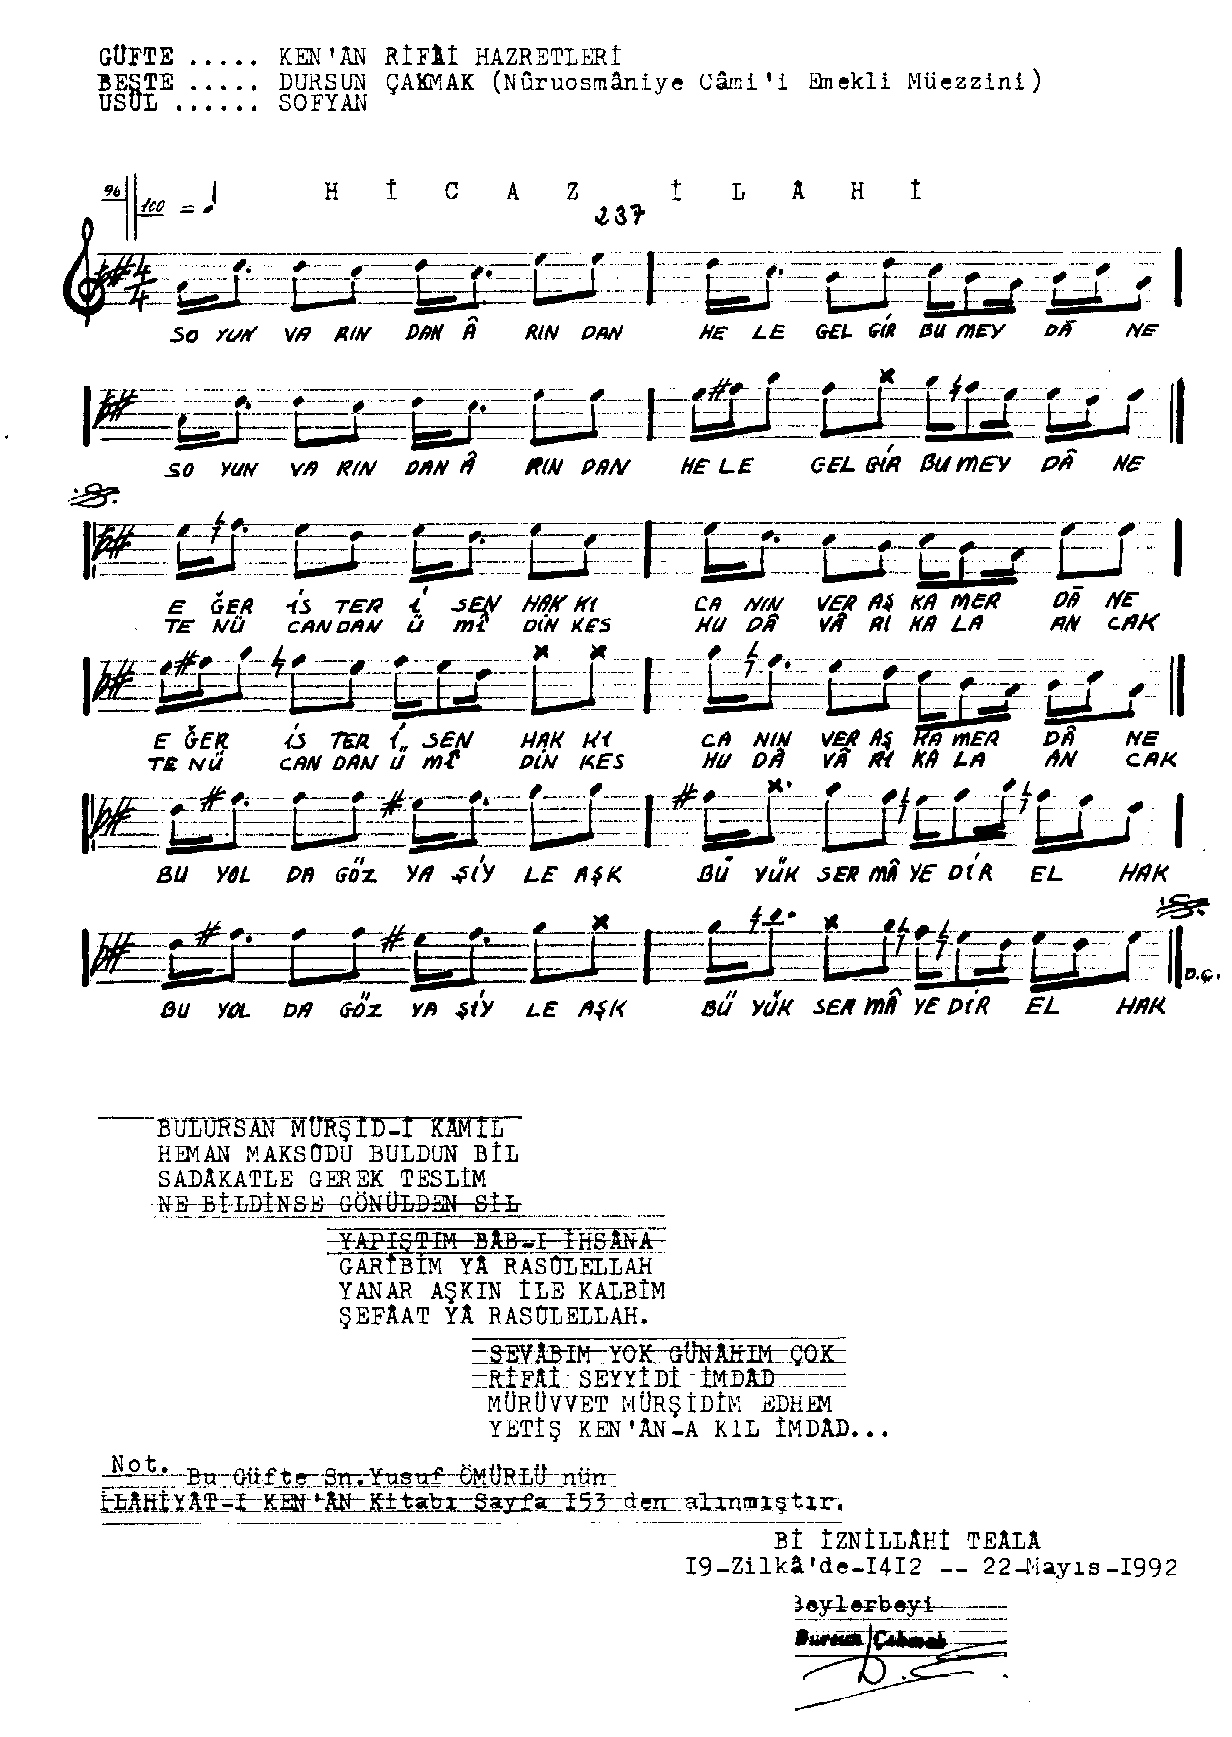 GÜFTE ..... KEN'ÂN RİFÂİ HAZRETLERİ
BESTE ..... DURSUN ÇAKMAK (Nûruosmâniye Câmi'i Emekli Müezzini)
USÛL ...... SOFYAN
96 100 =
H İ C A Z İ L Â H İ
237
4/4
SO YUN VA RIN DAN Â RIN DAN HE LE GEL GİR BU MEY DÂ NE
SO YUN VA RIN DAN Â RIN DAN HE LE GEL GİR BU MEY DÂ NE
E ĞER İS TER İ SEN HAK KI CA NIN VER AŞ KA MER DÂ NE
TE NÜ CAN DAN Ü Mİ DİN KES HU DÂ VÂ RI KA LA AN CAK
E ĞER İS TER İ SEN HAK KI CA NIN VER AŞ KA MER DÂ NE
TE NÜ CAN DAN Ü Mİ DİN KES HU DÂ VÂ RI KA LA AN CAK
BU YOL DA GÖZ YA ŞİY LE AŞK BÜ YÜK SER MÂ YE DİR EL HAK
D.Ç.
BU YOL DA GÖZ YA ŞİY LE AŞK BÜ YÜK SER MÂ YE DİR EL HAK
BULURSAN MÜRŞİD-İ KÂMİL
HEMAN MAKSÛDU BULDUN BİL
SADÂKATLE GEREK TESLİM
NE BİLDİNSE GÖNÜLDEN SİL
YAPIŞTIM BÂB-I İHSÂNA
GARİBİM YÂ RASÛLELLAH
YANAR AŞKIN İLE KALBİM
ŞEFÂAT YÂ RASÛLELLAH.
SEVÂBIM YOK GÜNÂHIM ÇOK
RİFÂİ SEYYİDİ İMDÂD
MÜRÜVVET MÜRŞİDİM EDHEM
YETİŞ KEN'ÂN-A KIL İMDÂD...
Not. Bu Güfte Sn.Yusuf ÖMÜRLÜ nün
İLÂHİYÂT-I KEN'ÂN Kitabı Sayfa I53 den alınmıştır.
Bİ İZNİLLÂHİ TEÂLÂ
I9-Zilkâ'de-I4I2 -- 22-Mayıs-I992
Beylerbeyi
Dursun Çakmak